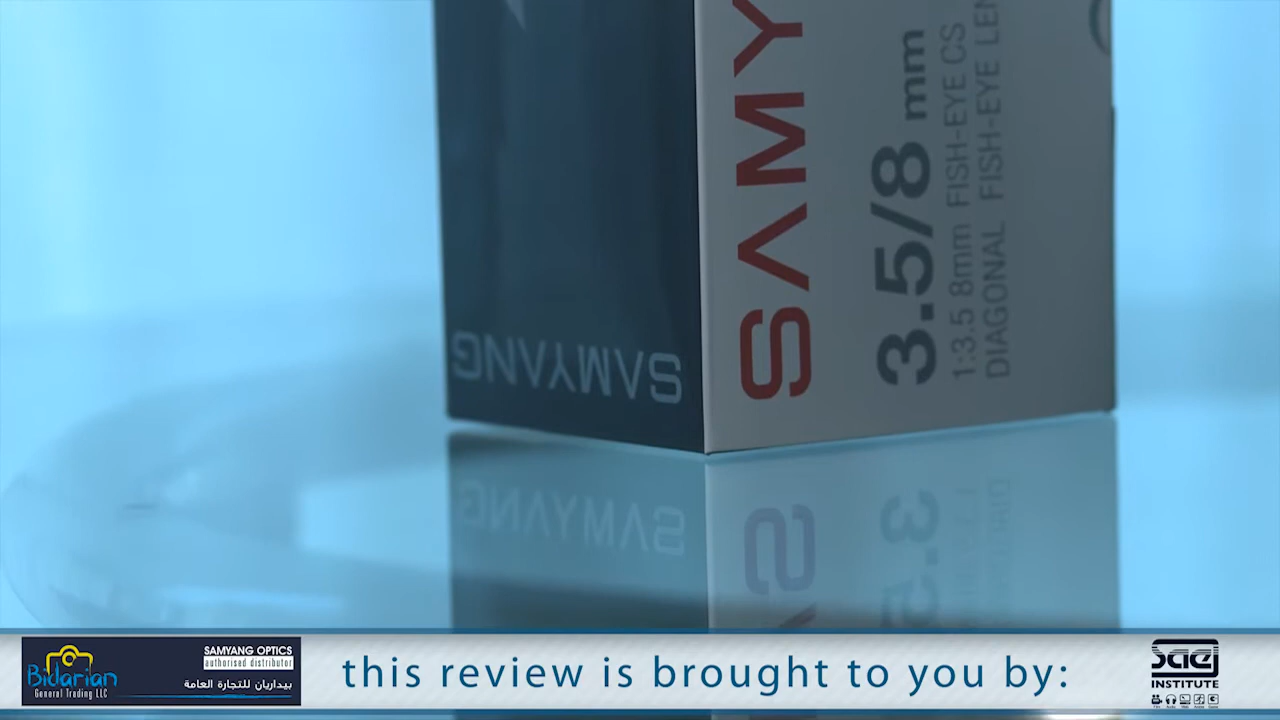 SAMYANG
SAMY
3.5/8 mm
1:3.5 8mm FISH-EYE CS
DIAGONAL FISH-EYE LEN
Bidarian
General Trading LLC
SAMYANG OPTICS
authorised distributor
بيداريان للتجارة العامة
this review is brought to you by:
SAEJ
INSTITUTE